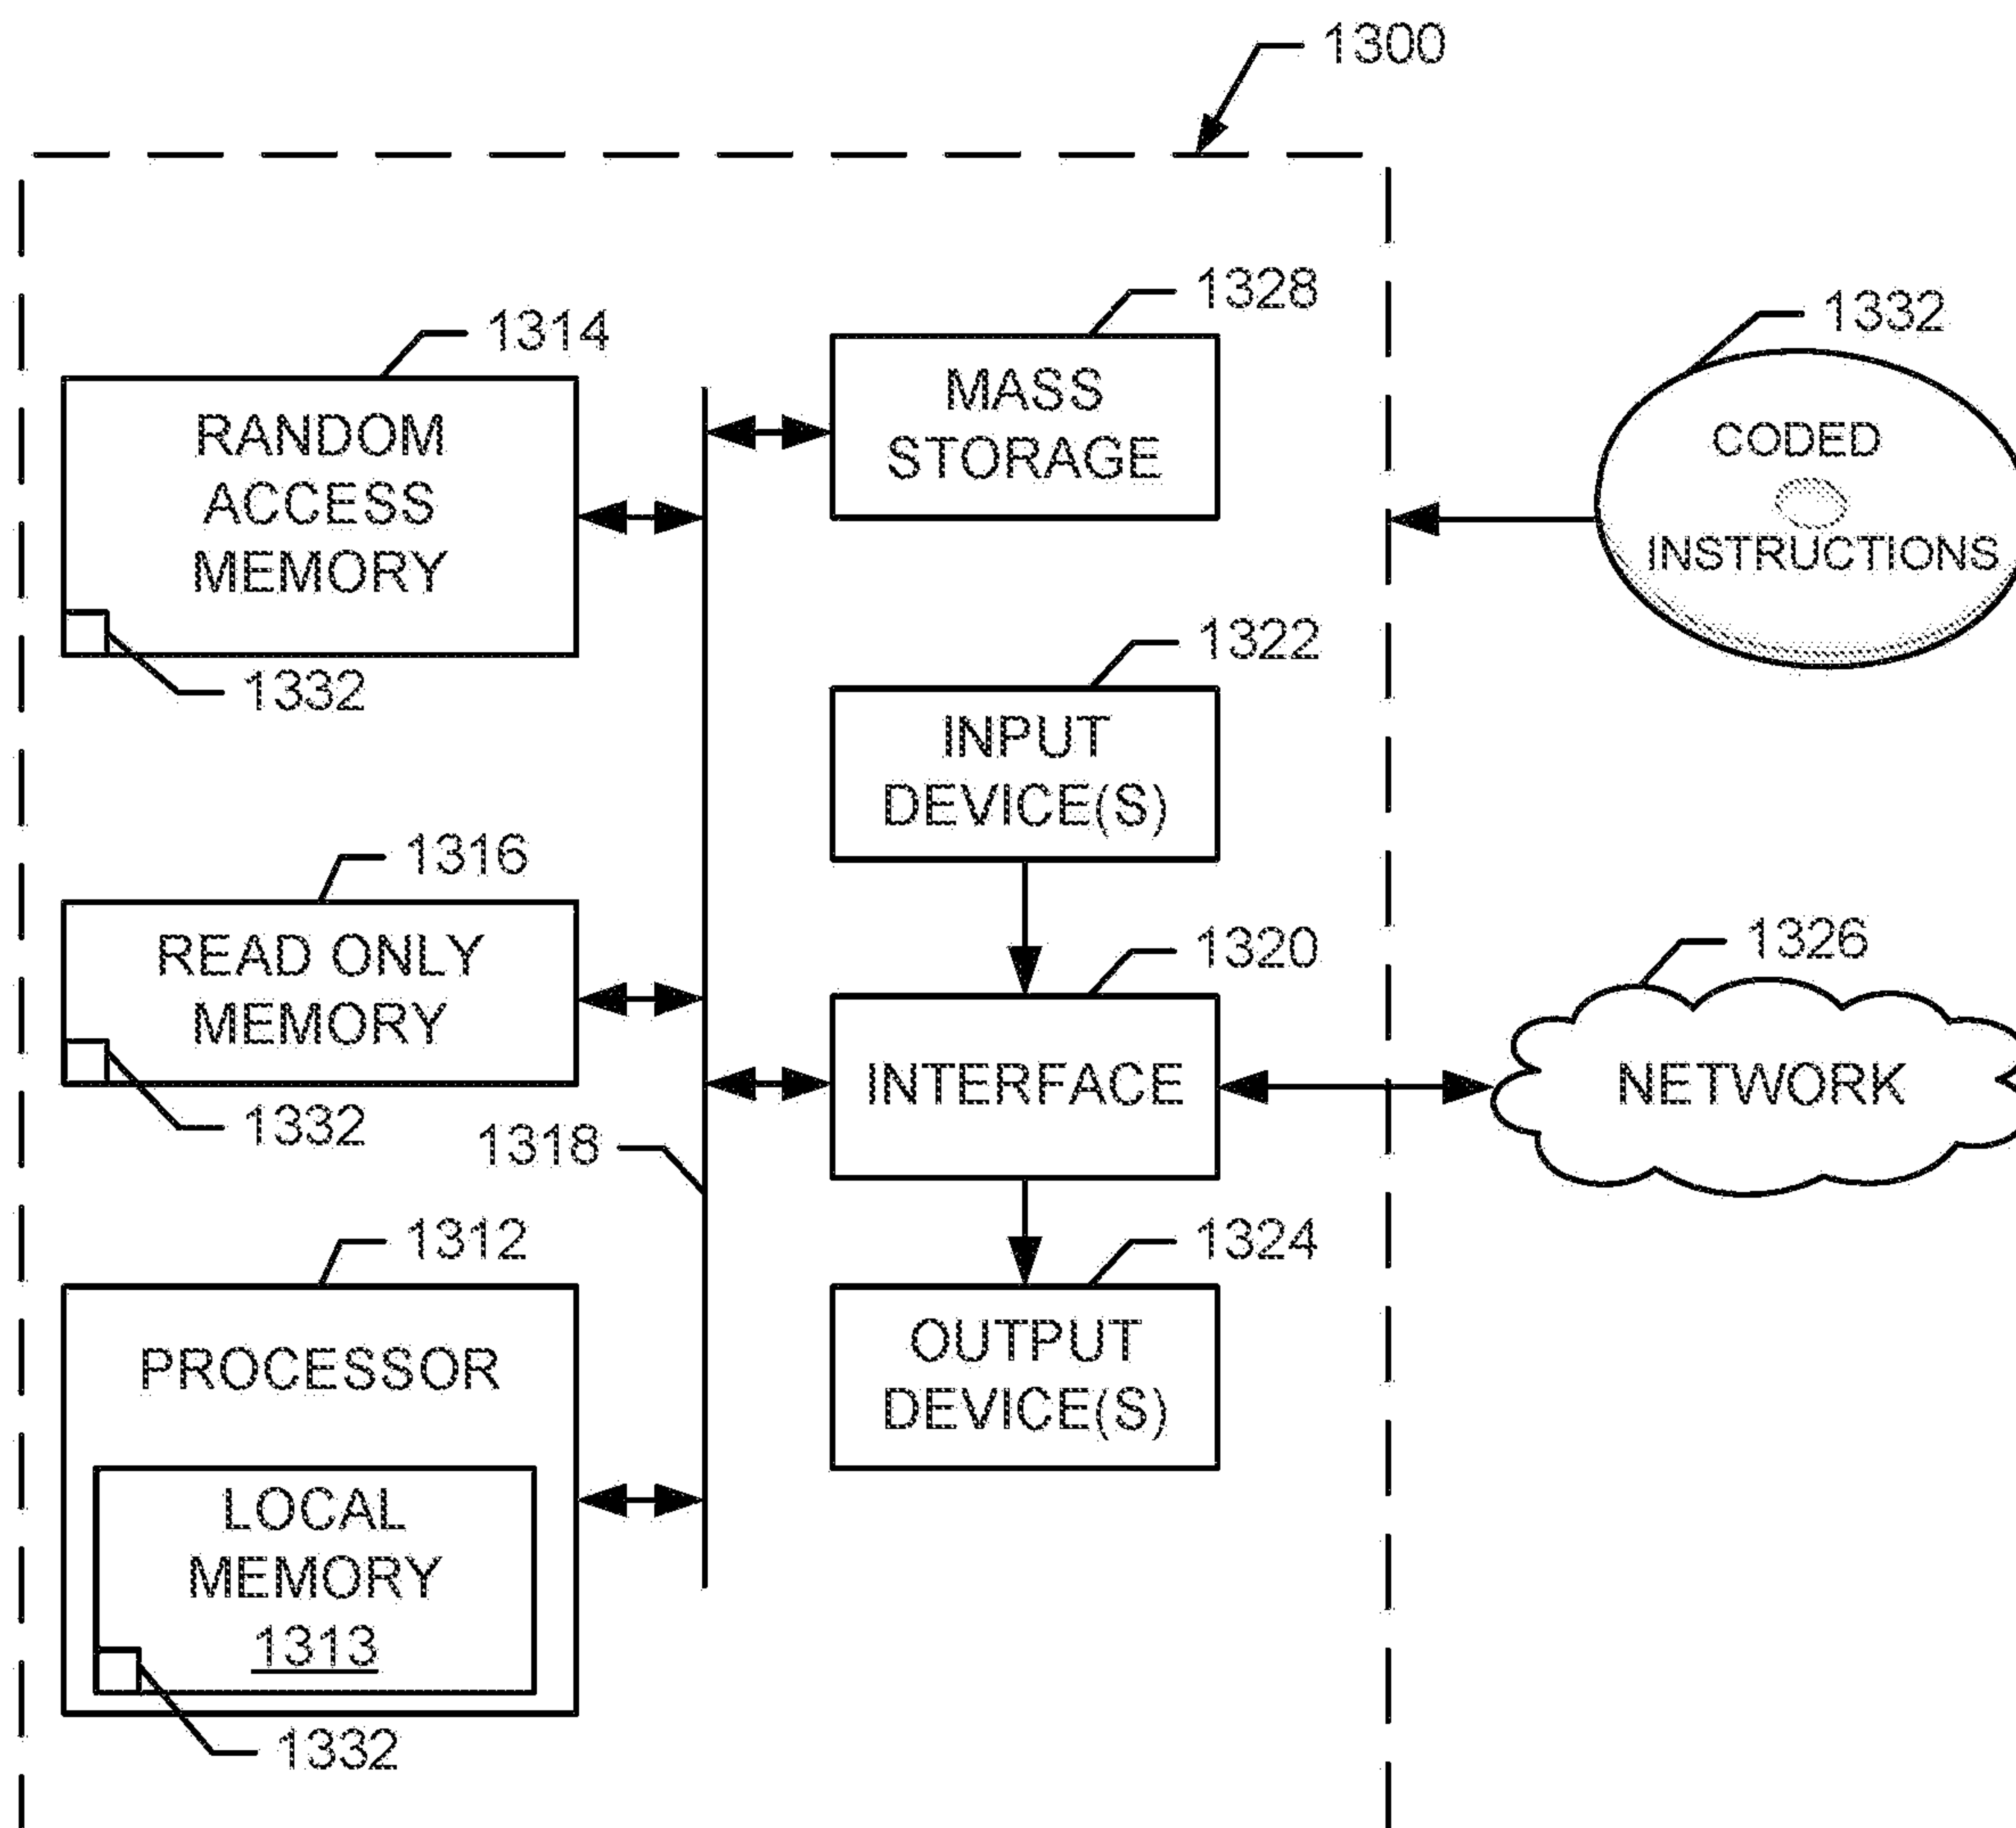 1300
1314
RANDOM
ACCESS
MEMORY
1332
1316
READ ONLY
MEMORY
1332
1318
1312
PROCESSOR
LOCAL
MEMORY
1313
1332
1328
MASS
STORAGE
1322
INPUT
DEVICE(S)
1320
INTERFACE
1324
OUTPUT
DEVICE(S)
1332
CODED
INSTRUCTIONS
1326
NETWORK